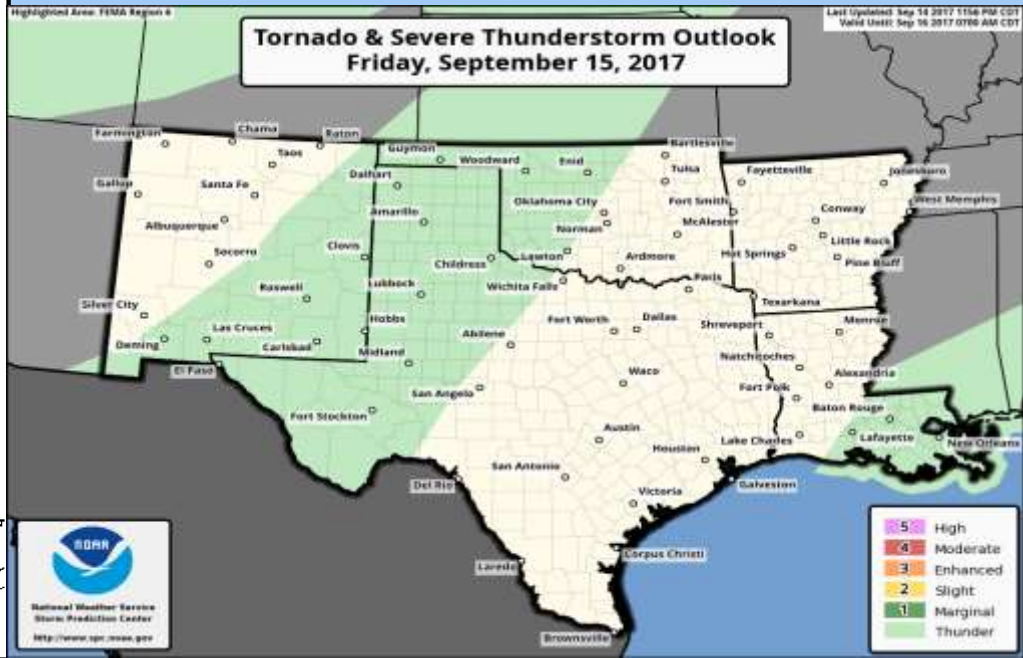 Highlighted Area: FEMA Region 6
Last Updated: Sep 14 2017 1156 PM CDT
Valid Until: Sep 16 2017 0700 AM CDT
Tornado & Severe Thunderstorm Outlook
Friday, September 15, 2017
Farmington
Chama
Raton
Taos
Guymon
Woodward
Enid
Bartlesville
Gallup
Santa Fe
Dalhart
Tulsa
Fayetteville
Jonesboro
Albuquerque
Amarillo
Oklahoma City
Fort Smith
Conway
West Memphis
Norman
McAlester
Socorro
Clovis
Childress
Lawton
Ardmore
Hot Springs
Little Rock
Pine Bluff
Roswell
Lubbock
Wichita Falls
Paris
Texarkana
Silver City
Las Cruces
Hobbs
Abilene
Fort Worth
Dallas
Shreveport
Monroe
Deming
Carlsbad
Midland
Natchitoches
El Paso
San Angelo
Waco
Fort Polk
Alexandria
Fort Stockton
Baton Rouge
Austin
Houston
Lake Charles
Lafayette
New Orleans
Del Rio
San Antonio
Victoria
Galveston
Laredo
Corpus Christi
Brownsville
NOAA
National Weather Service
Storm Prediction Center
http://www.spc.noaa.gov
5 High
4 Moderate
3 Enhanced
2 Slight
1 Marginal
Thunder